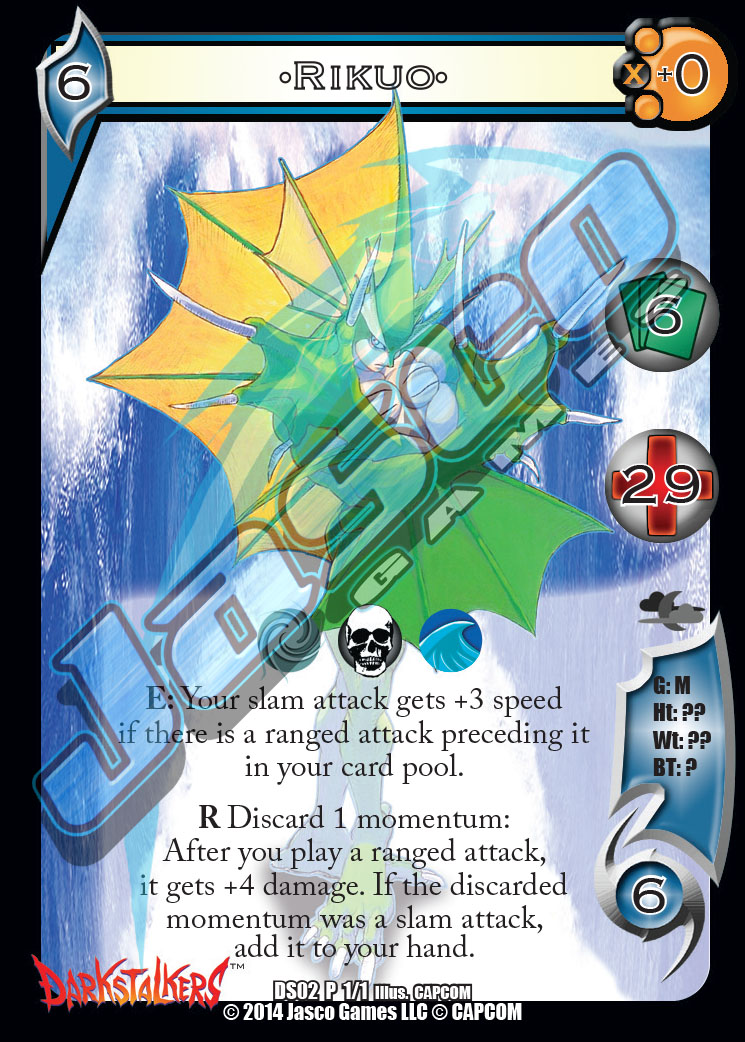 6
•RIKUO•
X +0
6
29
G: M
Ht: ??
Wt: ??
BT: ?
6
E: Your slam attack gets +3 speed
if there is a ranged attack preceding it
in your card pool.
R Discard 1 momentum:
After you play a ranged attack,
it gets +4 damage. If the discarded
momentum was a slam attack,
add it to your hand.
JASCO
GAMES
DARKSTALKERS™
DS02 P 1/1 Illus. CAPCOM
© 2014 Jasco Games LLC © CAPCOM